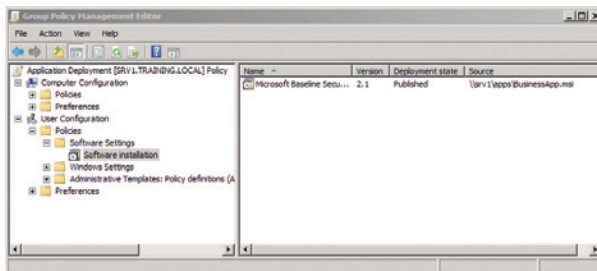 Group Policy Management Editor
File Action View Help
Application Deployment [SRV1.TRAINING.LOCAL] Policy
Computer Configuration
Policies
Preferences
User Configuration
Policies
Software Settings
Software installation
Windows Settings
Administrative Templates: Policy definitions (A
Preferences
Name Version Deployment state Source
Microsoft Baseline Secu... 2.1 Published \\srv1\apps\BusinessApp.msi